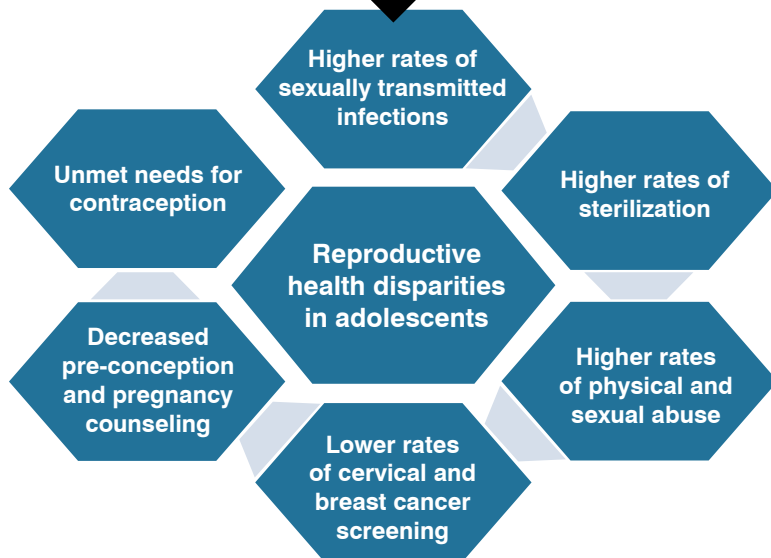 Higher rates of
sexually transmitted
infections
Unmet needs for
contraception
Higher rates of
sterilization
Reproductive
health disparities
in adolescents
Decreased
pre-conception
and pregnancy
counseling
Higher rates
of physical and
sexual abuse
Lower rates
of cervical and
breast cancer
screening